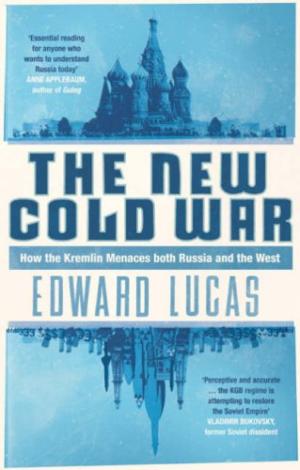 'Essential reading
for anyone who
wants to understand
Russia today'
ANNE APPLEBAUM,
author of Gulag
THE NEW
COLD WAR
How the Kremlin Menaces both Russia and the West
EDWARD LUCAS
'Perceptive and accurate
... the KGB regime is
attempting to restore
the Soviet Empire'
VLADIMIR BUKOVSKY,
former Soviet dissident